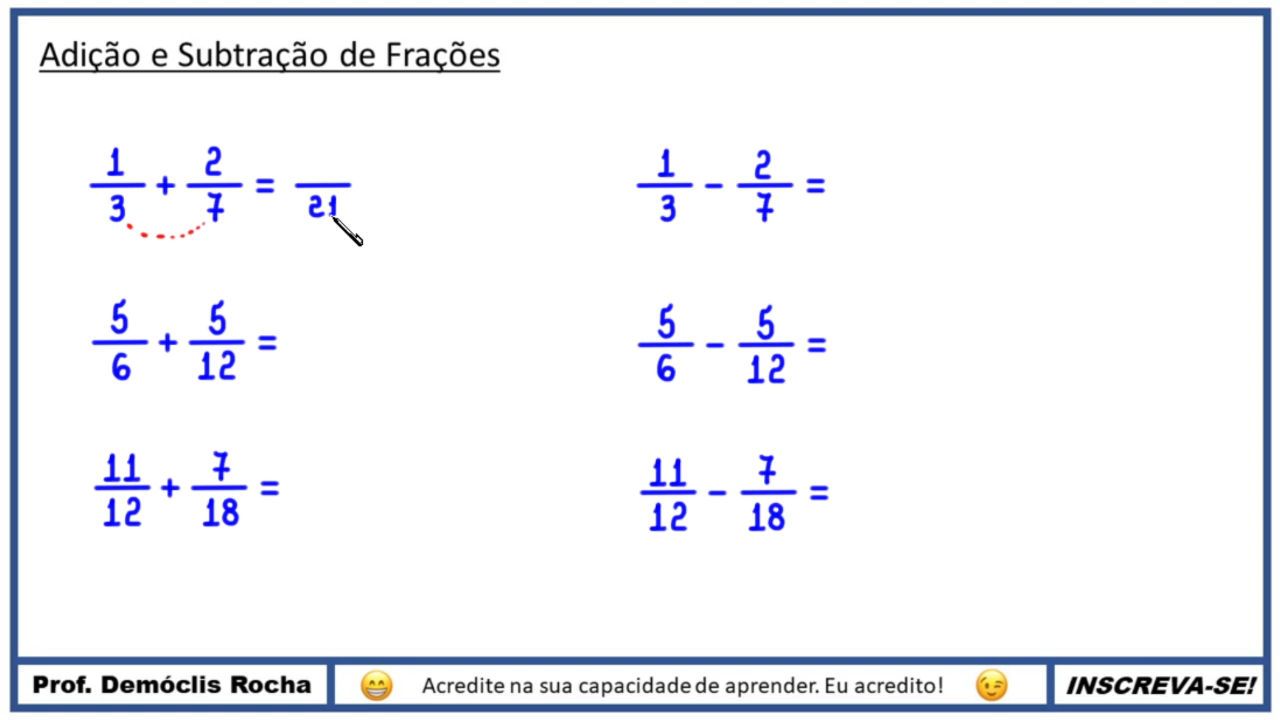 Adição e Subtração de Frações
1/3 + 2/7 = /21
1/3 - 2/7 =
5/6 + 5/12 =
5/6 - 5/12 =
11/12 + 7/18 =
11/12 - 7/18 =
Prof. Demóclis Rocha
Acredite na sua capacidade de aprender. Eu acredito!
INSCREVA-SE!